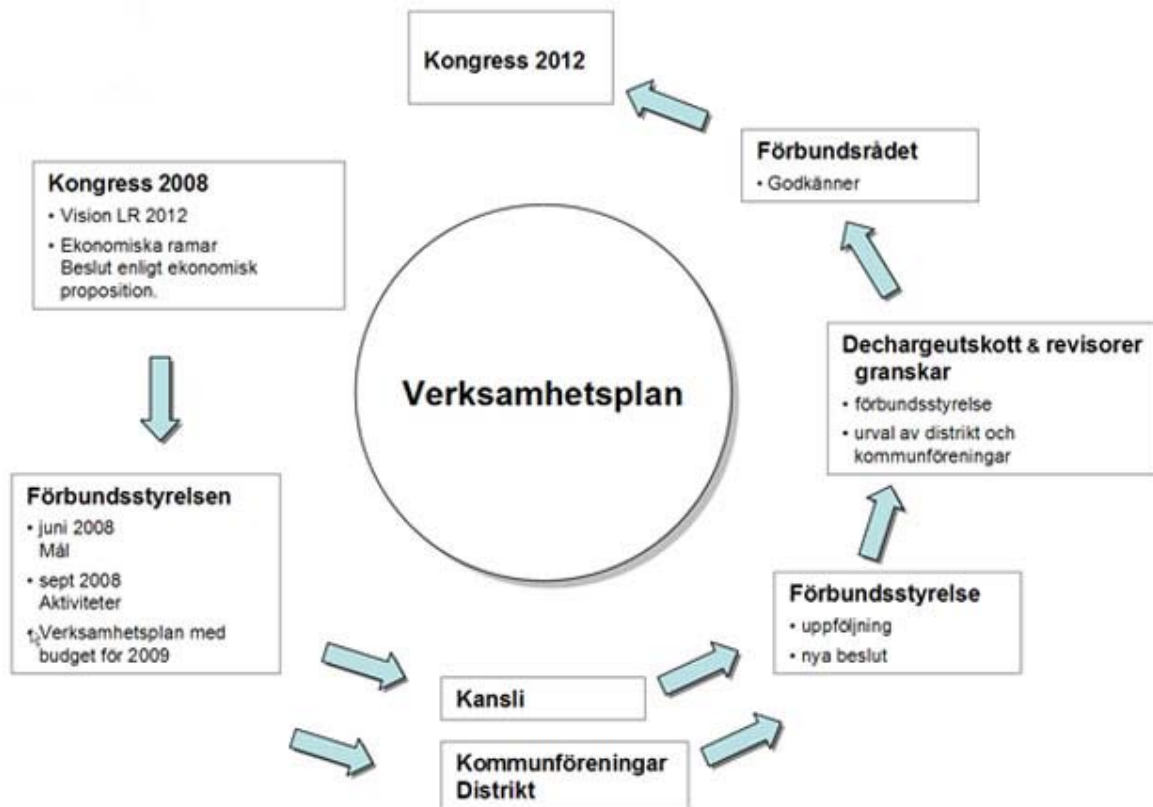 Kongress 2012
Kongress 2008
• Vision LR 2012
• Ekonomiska ramar
Beslut enligt ekonomisk
proposition.
Förbundsstyrelsen
• juni 2008
Mål
• sept 2008
Aktiviteter
• Verksamhetsplan med
budget för 2009
Verksamhetsplan
Kansli
Kommunföreningar
Distrikt
Förbundsstyrelse
• uppföljning
• nya beslut
Dechargeutskott & revisorer
granskar
• förbundsstyrelse
• urval av distrikt och
kommunföreningar
Förbundsrådet
• Godkänner